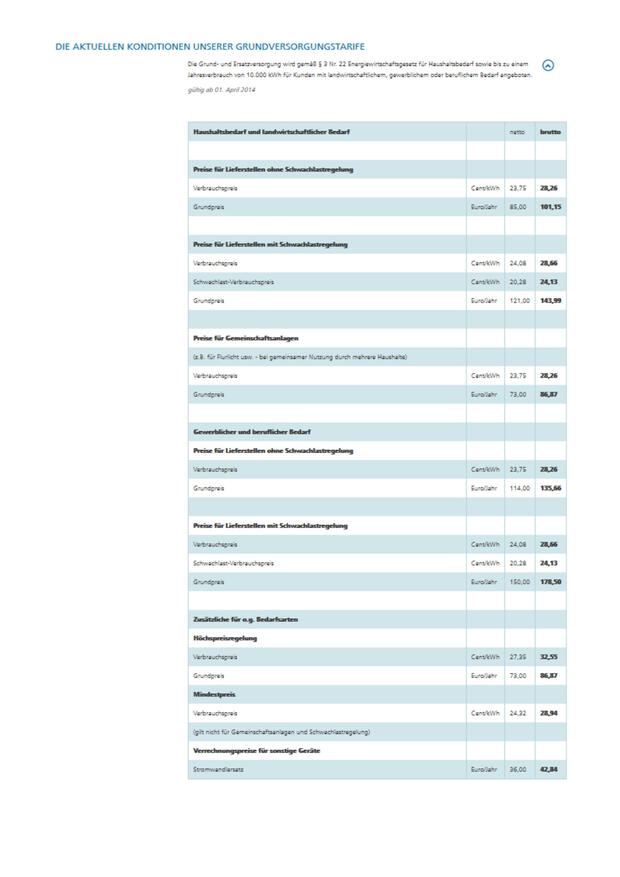 DIE AKTUELLEN KONDITIONEN UNSERER GRUNDVERSORGUNGSTARIFE
Die Grund- und Ersatzversorgung wird gemäß § 3 Nr. 22 Energiewirtschaftsgesetz für Haushaltsbedarf sowie bis zu einem
Jahresverbrauch von 10.000 kWh für Kunden mit landwirtschaftlichem, gewerblichem oder beruflichem Bedarf angeboten.
gültig ab 01. April 2014
Haushaltsbedarf und landwirtschaftlicher Bedarf netto brutto
Preise für Lieferstellen ohne Schwachlastregelung
Verbrauchspreis Cent/kWh 23,75 28,26
Grundpreis Euro/Jahr 85,00 101,15
Preise für Lieferstellen mit Schwachlastregelung
Verbrauchspreis Cent/kWh 24,08 28,66
Schwachlast-Verbrauchspreis Cent/kWh 20,28 24,13
Grundpreis Euro/Jahr 121,00 143,99
Preise für Gemeinschaftsanlagen
(z.B. für Flurlicht usw. - bei gemeinsamer Nutzung durch mehrere Haushalte)
Verbrauchspreis Cent/kWh 23,75 28,26
Grundpreis Euro/Jahr 73,00 86,87
Gewerblicher und beruflicher Bedarf
Preise für Lieferstellen ohne Schwachlastregelung
Verbrauchspreis Cent/kWh 23,75 28,26
Grundpreis Euro/Jahr 114,00 135,66
Preise für Lieferstellen mit Schwachlastregelung
Verbrauchspreis Cent/kWh 24,08 28,66
Schwachlast-Verbrauchspreis Cent/kWh 20,28 24,13
Grundpreis Euro/Jahr 150,00 178,50
Zusätzliche für o.g. Bedarfsarten
Höchspreisregelung
Verbrauchspreis Cent/kWh 27,35 32,55
Grundpreis Euro/Jahr 73,00 86,87
Mindestpreis
Verbrauchspreis Cent/kWh 24,32 28,94
(gilt nicht für Gemeinschaftsanlagen und Schwachlastregelung)
Verrechnungspreise für sonstige Geräte
Stromwandlersatz Euro/Jahr 36,00 42,84